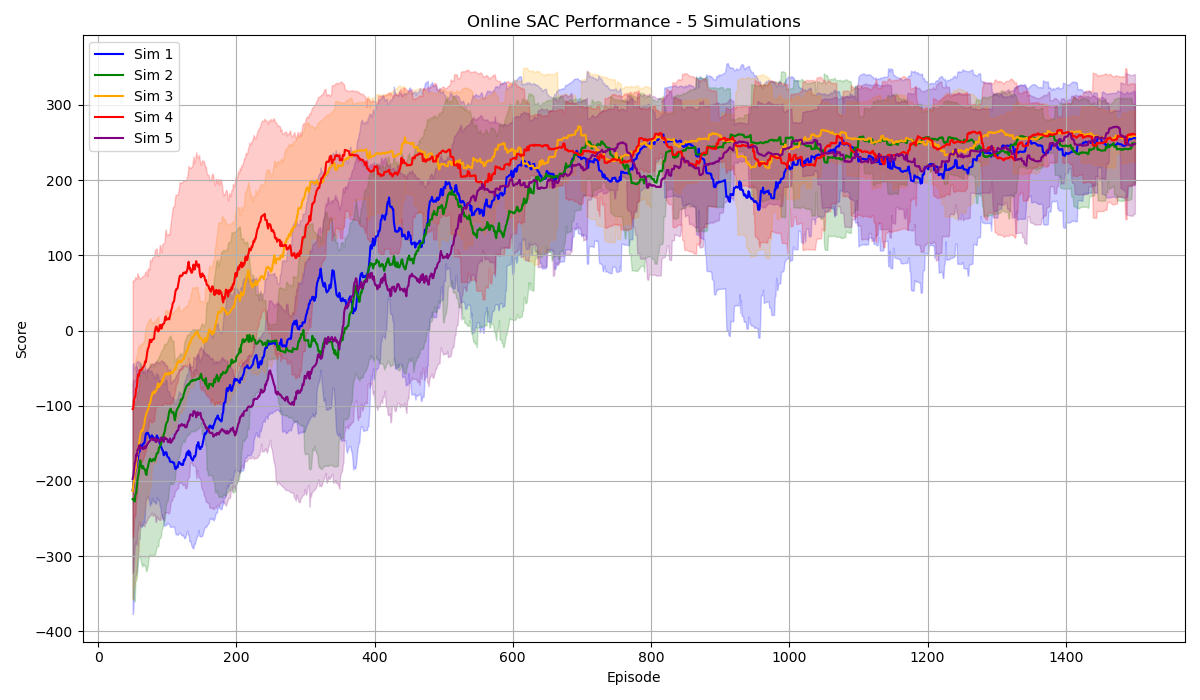 Online SAC Performance - 5 Simulations
Sim 1
Sim 2
Sim 3
Sim 4
Sim 5
Score
300
200
100
0
−100
−200
−300
−400
0 200 400 600 800 1000 1200 1400
Episode